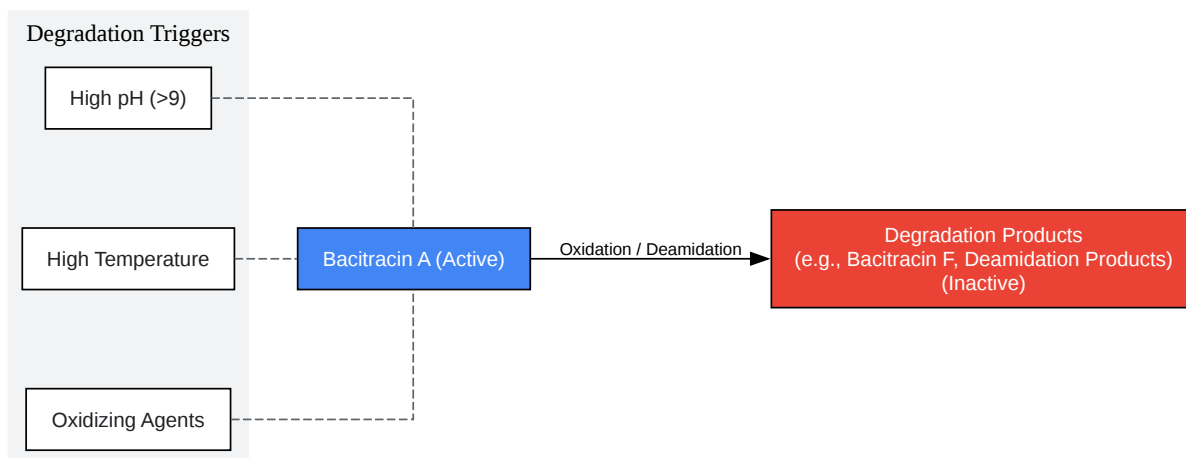 Degradation Triggers
High pH (>9)
High Temperature
Oxidizing Agents
Bacitracin A (Active)
Oxidation / Deamidation
Degradation Products
(e.g., Bacitracin F, Deamidation Products)
(Inactive)